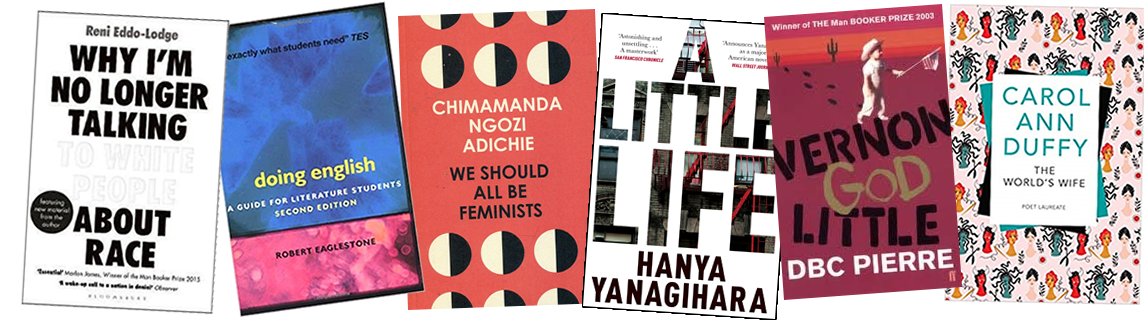 Reni Eddo-Lodge
WHY I'M
NO LONGER
TALKING
TO WHITE
PEOPLE
ABOUT
RACE
featuring
new material
from the
author
'Essential' Marlon James, Winner of the Man Booker Prize 2015
'A wake-up call to a nation in denial' Observer
BLOOMSBURY
exactly what students need" TES
doing english
A GUIDE FOR LITERATURE STUDENTS
SECOND EDITION
ROBERT EAGLESTONE
CHIMAMANDA
NGOZI
ADICHIE
WE SHOULD
ALL BE
FEMINISTS
'Astonishing and
unsettling . . .
A masterwork'
SAN FRANCISCO CHRONICLE
'Announces Yana
as a major
American nov
WALL STREET JOURN
A
LITTLE
LIFE
HANYA
YANAGIHARA
Winner of THE Man BOOKER PRIZE 2003
VERNON
GOD
LITTLE
DBC PIERRE
ff
CAROL
ANN
DUFFY
THE
WORLD'S WIFE
POET LAUREATE